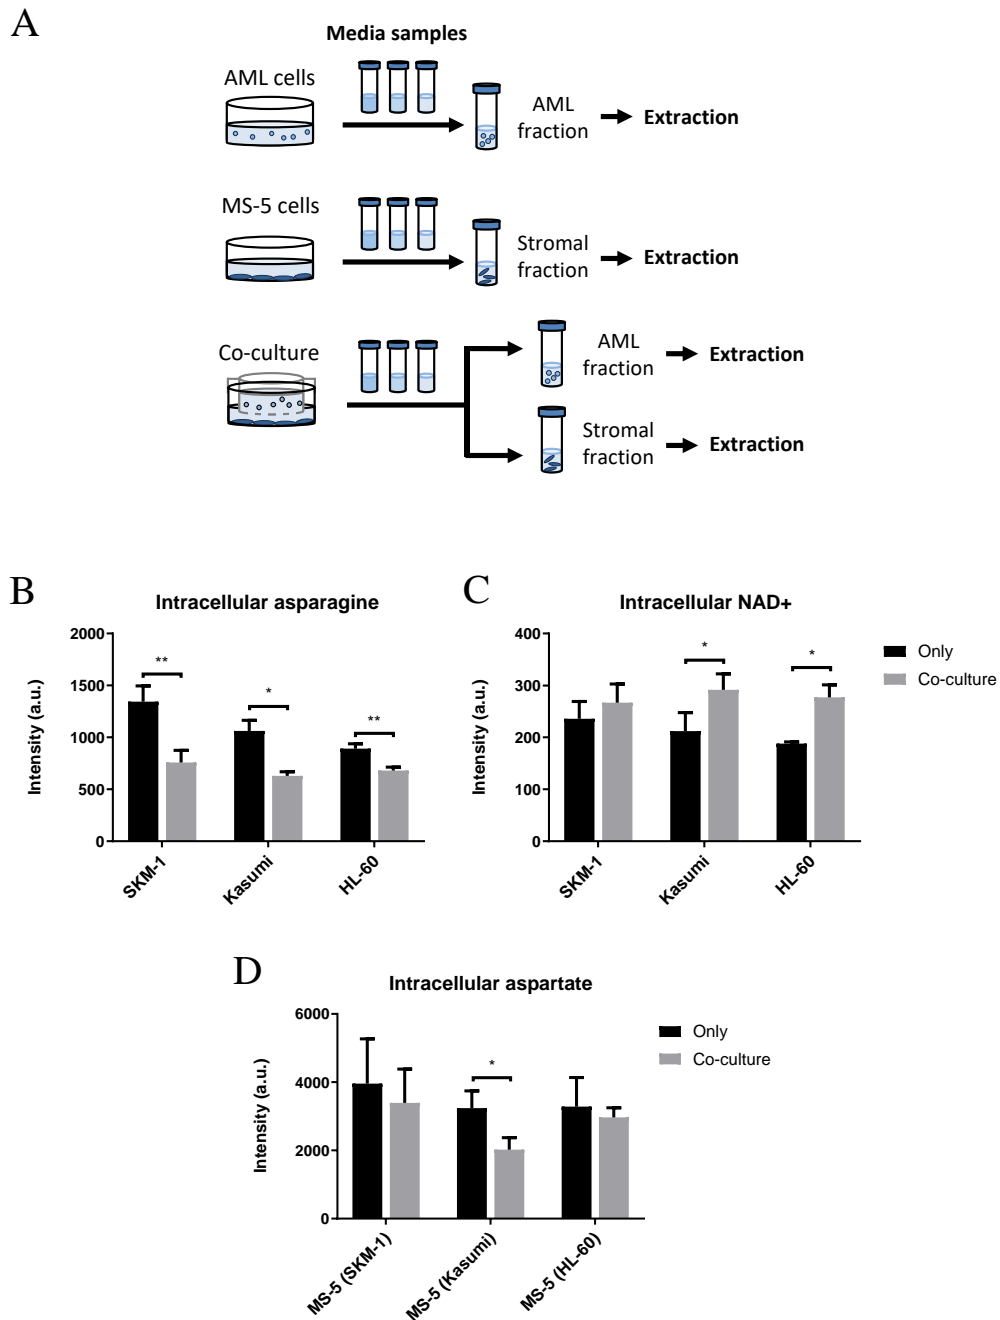 A
Media samples
AML cells
AML
fraction
Extraction
MS-5 cells
Stromal
fraction
Extraction
Co-culture
AML
fraction
Extraction
Stromal
fraction
Extraction
B
Intracellular asparagine
Intensity (a.u.)
2000
1500
1000
500
0
**
*
**
SKM-1
Kasumi
HL-60
C
Intracellular NAD+
Intensity (a.u.)
400
300
200
100
0
*
*
SKM-1
Kasumi
HL-60
Only
Co-culture
D
Intracellular aspartate
Intensity (a.u.)
6000
4000
2000
0
*
MS-5 (SKM-1)
MS-5 (Kasumi)
MS-5 (HL-60)
Only
Co-culture